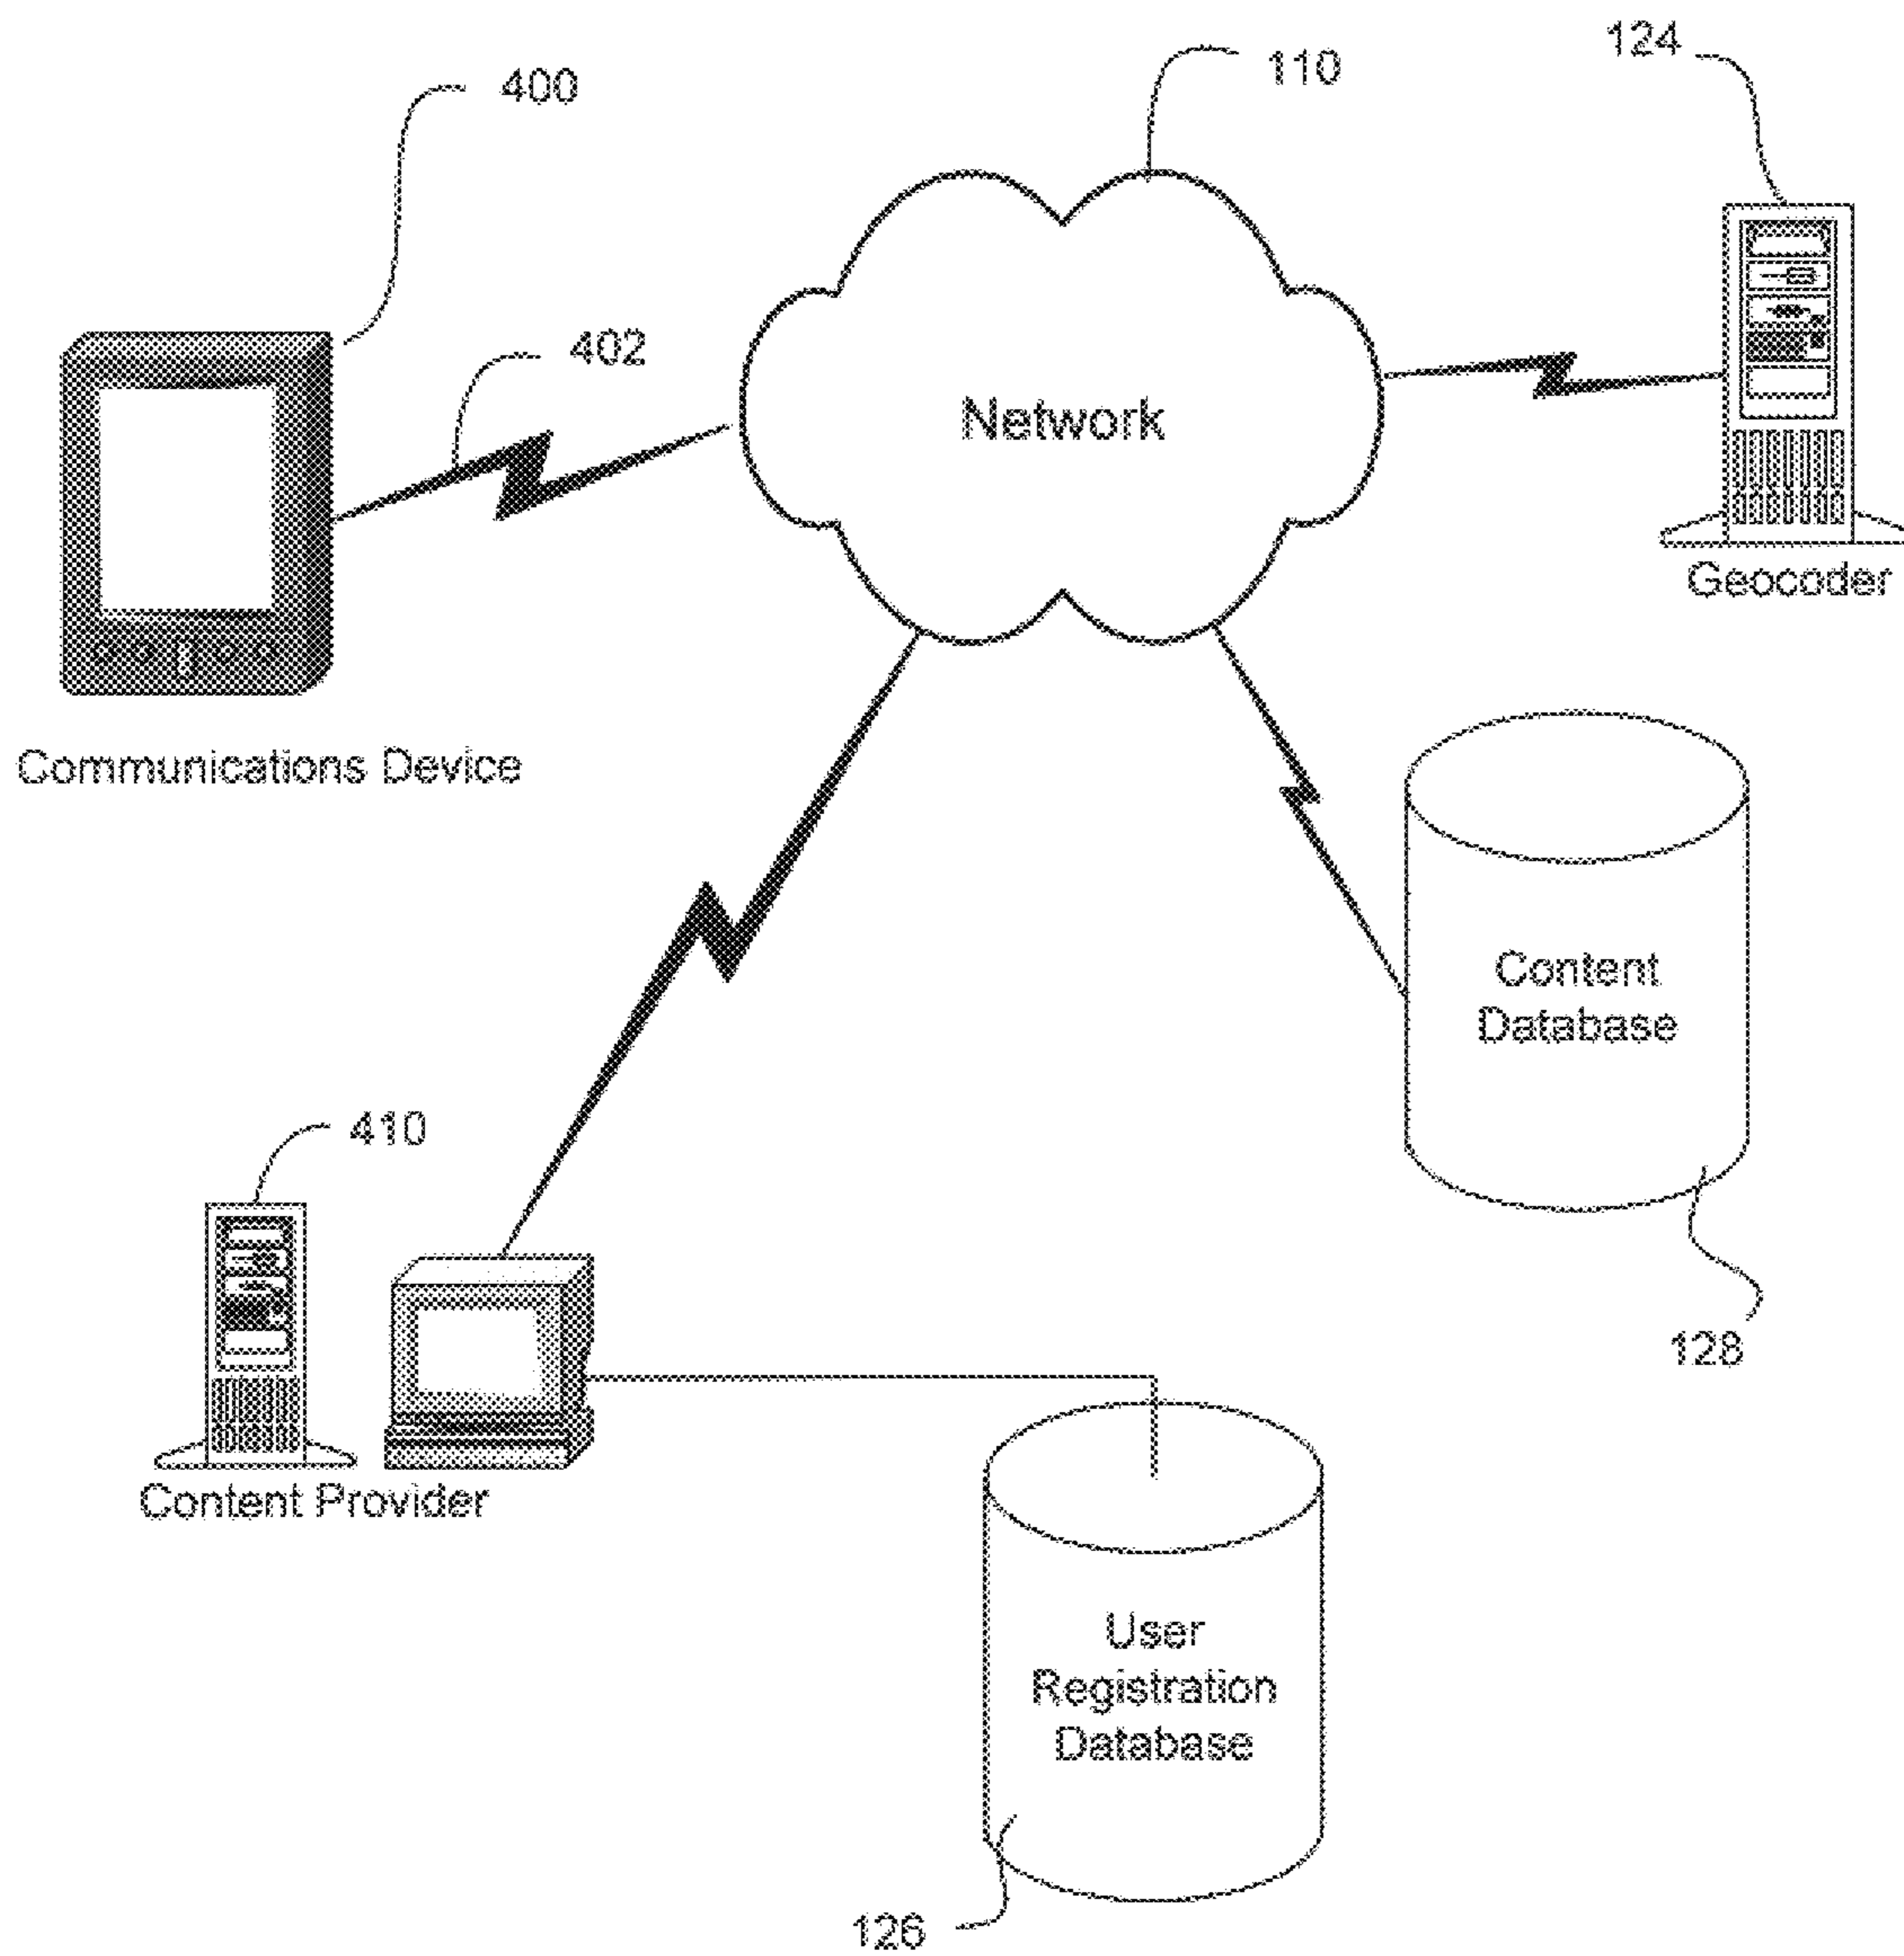 124
110
400
402
Network
Geocoder
Communications Device
Content
Database
410
128
Content Provider
User
Registration
Database
126